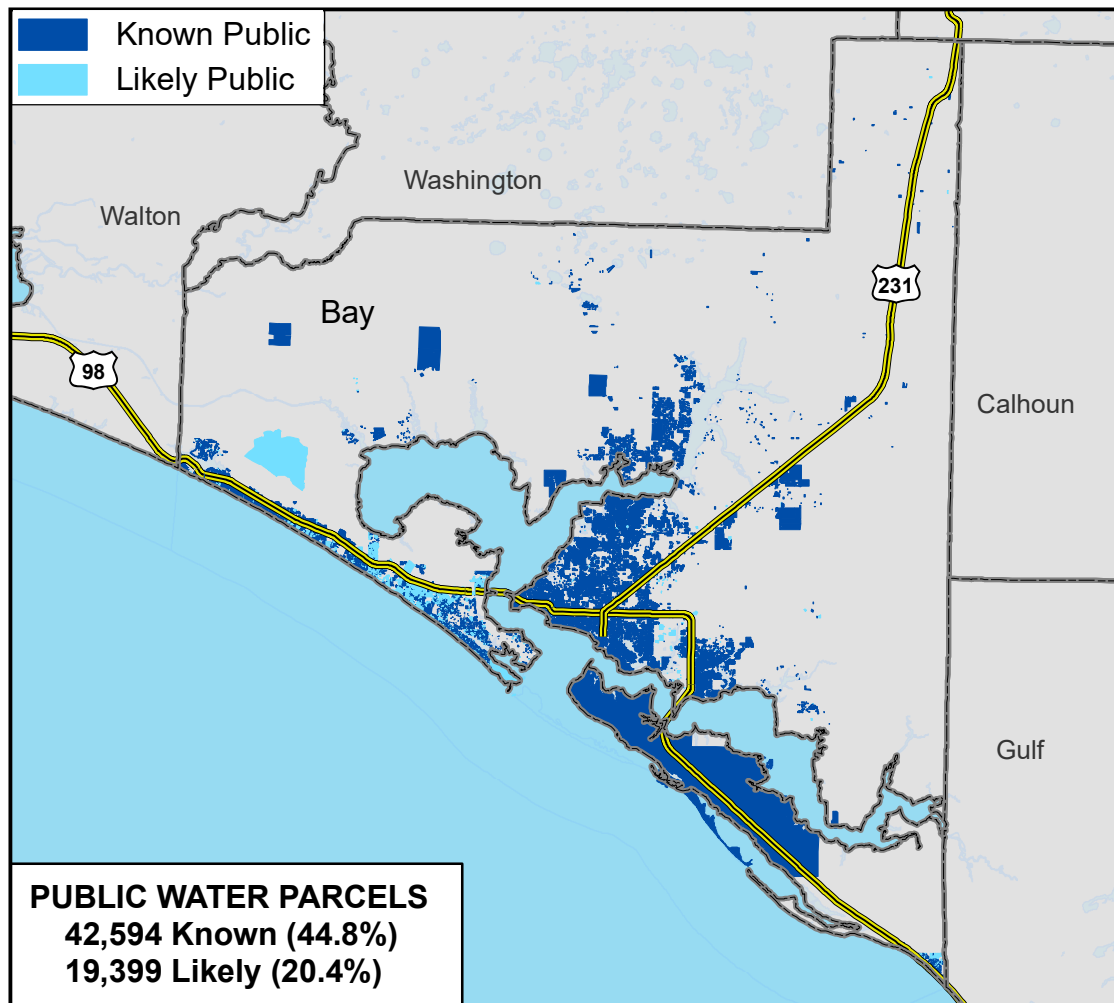 Known Public
Likely Public
Washington
Walton
231
Bay
98
Calhoun
Gulf
PUBLIC WATER PARCELS
42,594 Known (44.8%)
19,399 Likely (20.4%)